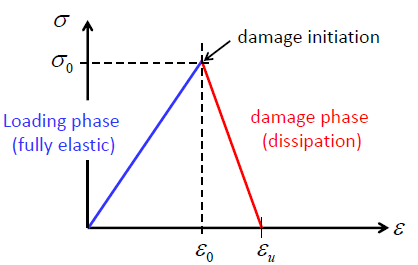 σ
damage initiation
σ₀
Loading phase
(fully elastic)
damage phase
(dissipation)
ε
ε₀
εᵤ